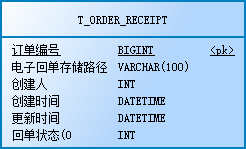 T_ORDER_RECEIPT
订单编号 BIGINT <pk>
电子回单存储路径 VARCHAR(100)
创建人 INT
创建时间 DATETIME
更新时间 DATETIME
回单状态(0 INT